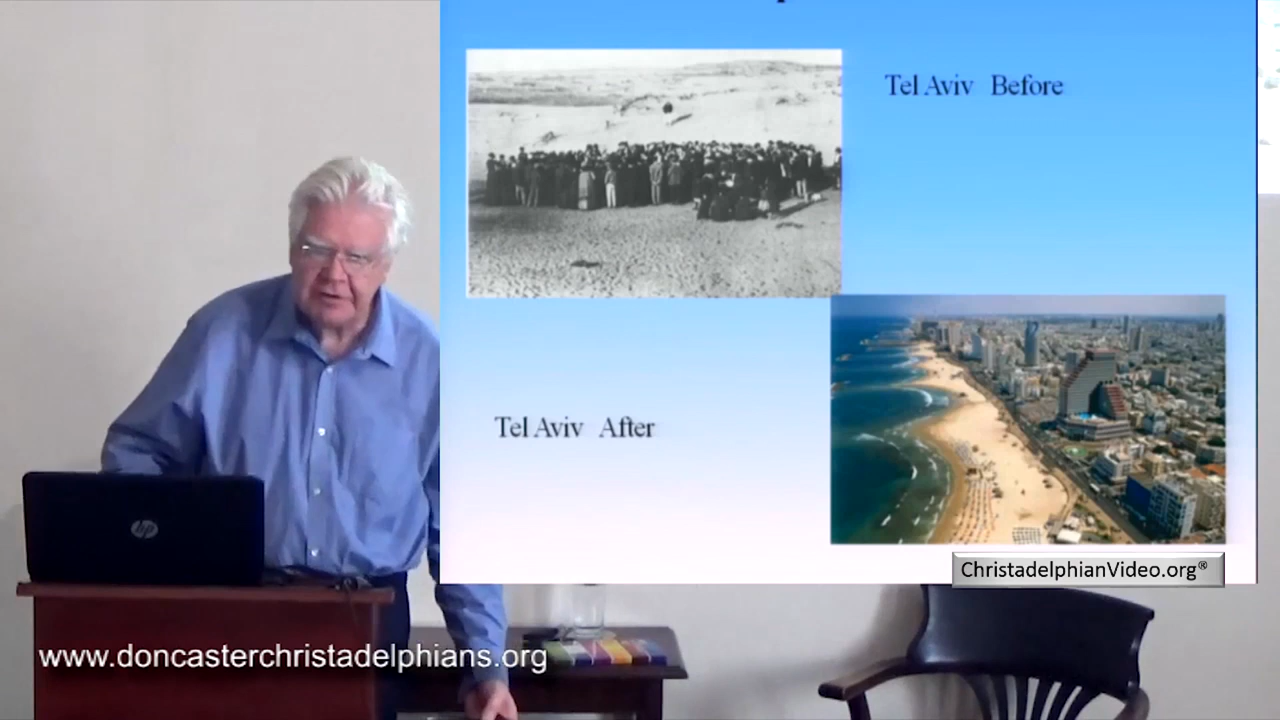 Tel Aviv Before
Tel Aviv After
ChristadelphianVideo.org®
hp
www.doncasterchristadelphians.org